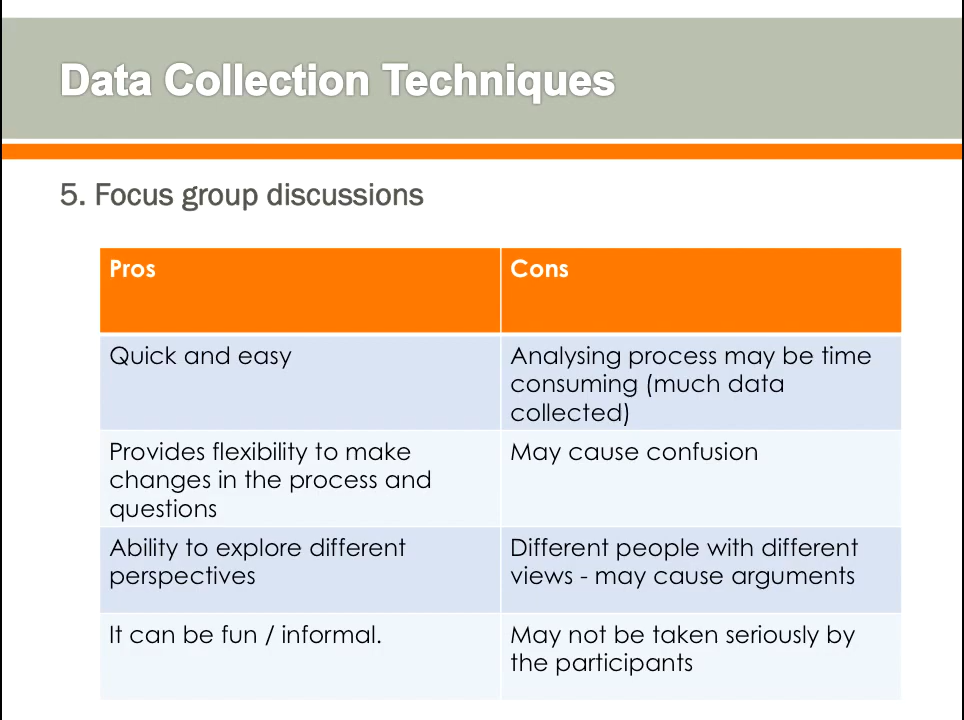 Data Collection Techniques
5. Focus group discussions
Pros
Cons
Quick and easy
Analysing process may be time
consuming (much data
collected)
Provides flexibility to make
changes in the process and
questions
May cause confusion
Ability to explore different
perspectives
Different people with different
views - may cause arguments
It can be fun / informal.
May not be taken seriously by
the participants